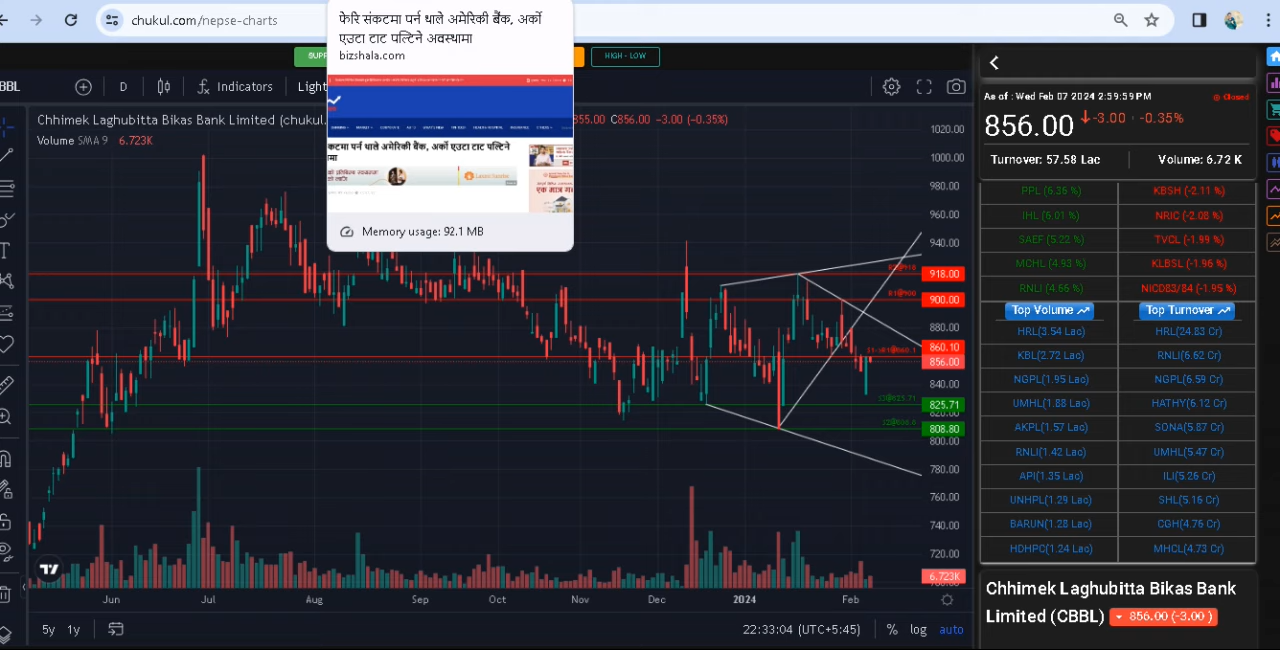 chukul.com/nepse-charts
फेरि संकटमा पर्न थाले अमेरिकी बैंक, अर्को
एउटा टाट पल्टिने अवस्थामा
bizshala.com
Memory usage: 92.1 MB
HIGH - LOW
BBL
D
Indicators
Light
Chhimek Laghubitta Bikas Bank Limited (chukul.
855.00 C856.00 −3.00 (−0.35%)
Volume SMA 9 6.723K
1020.00
1000.00
980.00
960.00
940.00
918.00
900.00
880.00
860.10
856.00
840.00
825.71
820.00
808.80
800.00
780.00
760.00
740.00
720.00
6.723K
Jun Jul Aug Sep Oct Nov Dec 2024 Feb
5y 1y
22:33:04 (UTC+5:45)
% log auto
As of : Wed Feb 07 2024 2:59:59 PM
Closed
856.00 -3.00 · -0.35%
Turnover: 57.58 Lac Volume: 6.72 K
PPL (6.36 %) KBSH (-2.11 %)
IHL (6.01 %) NRIC (-2.08 %)
SAEF (5.22 %) TVCL (-1.99 %)
MCHL (4.93 %) KLBSL (-1.96 %)
RNLI (4.66 %) NICD83/84 (-1.95 %)
Top Volume Top Turnover
HRL(3.54 Lac) HRL(24.83 Cr)
KBL(2.72 Lac) RNLI(6.62 Cr)
NGPL(1.95 Lac) NGPL(6.59 Cr)
UMHL(1.88 Lac) HATHY(6.12 Cr)
AKPL(1.57 Lac) SONA(5.87 Cr)
RNLI(1.42 Lac) UMHL(5.47 Cr)
API(1.35 Lac) ILI(5.26 Cr)
UNHPL(1.29 Lac) SHL(5.16 Cr)
BARUN(1.28 Lac) CGH(4.76 Cr)
HDHPC(1.24 Lac) MHCL(4.73 Cr)
Chhimek Laghubitta Bikas Bank
Limited (CBBL) 856.00 (-3.00 )